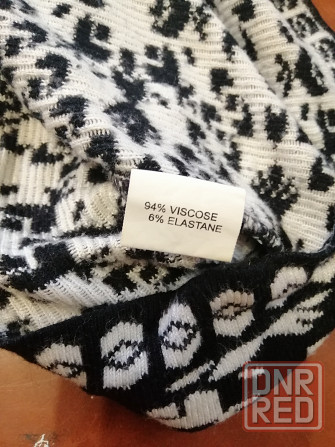 94% VISCOSE
6% ELASTANE
DNR
RED